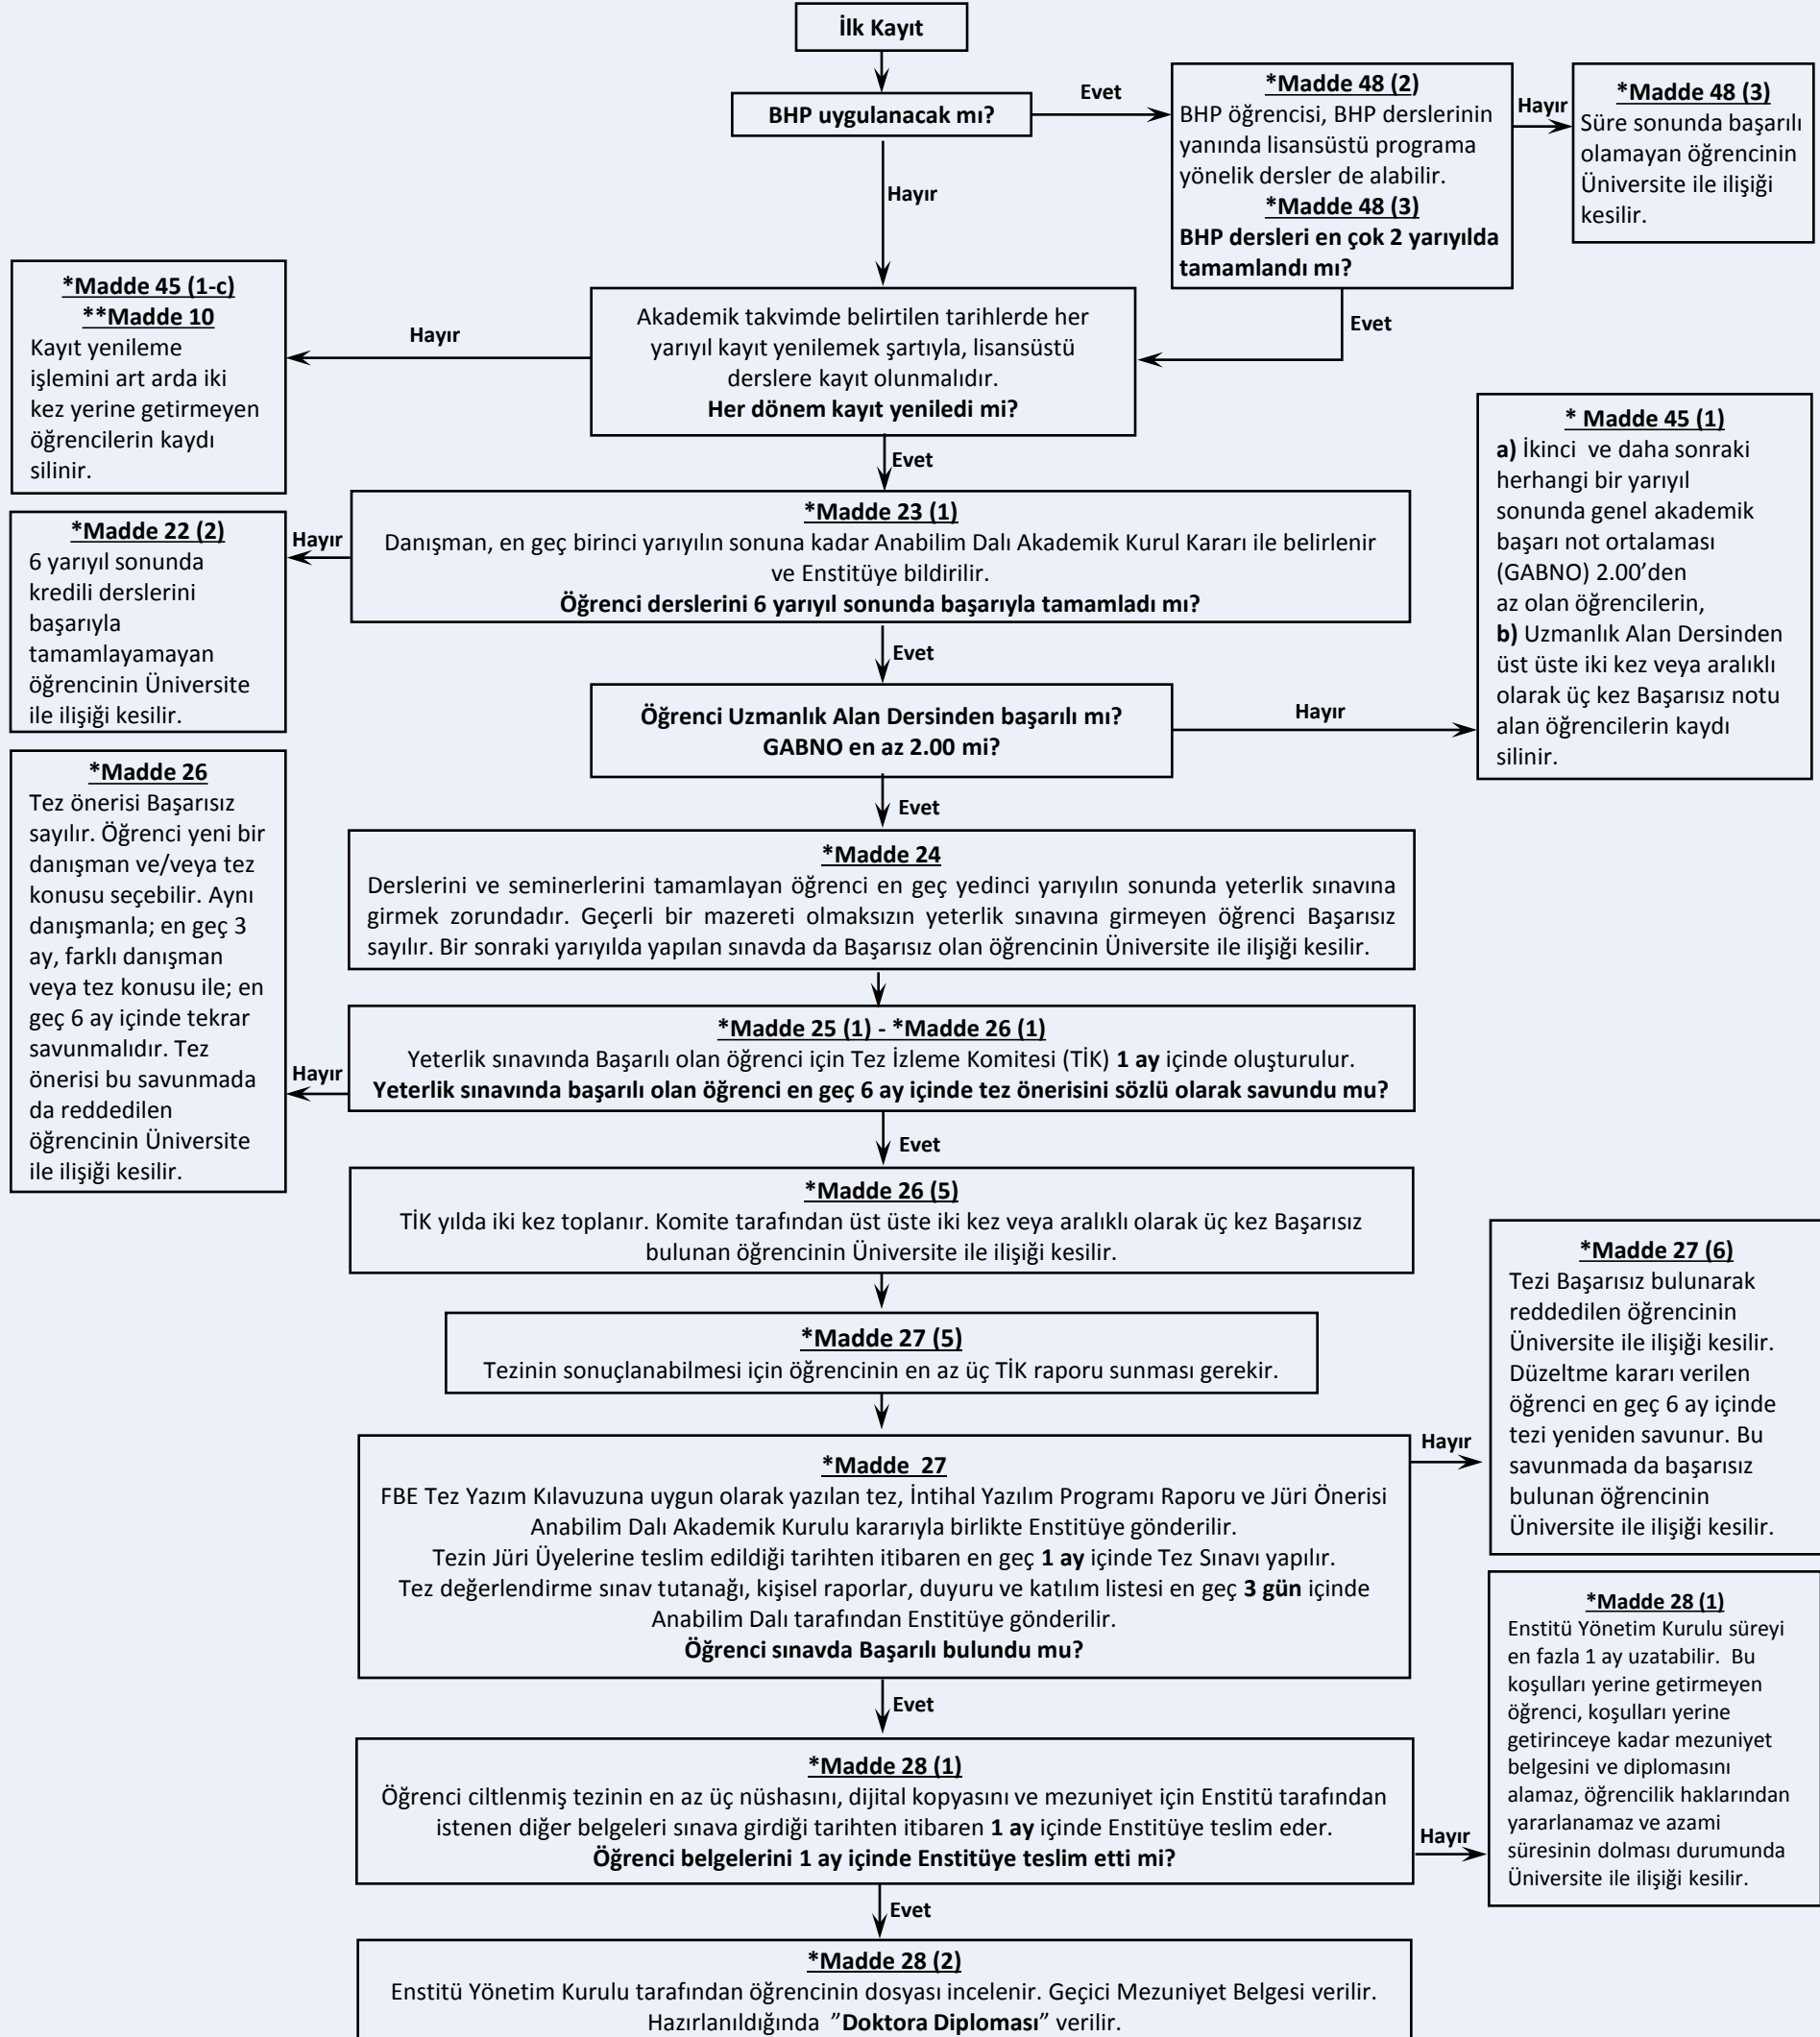 İlk Kayıt
BHP uygulanacak mı?
Evet
*Madde 48 (2)
BHP öğrencisi, BHP derslerinin
yanında lisansüstü programa
yönelik dersler de alabilir.
*Madde 48 (3)
BHP dersleri en çok 2 yarıyılda
tamamlandı mı?
Hayır
*Madde 48 (3)
Süre sonunda başarılı
olamayan öğrencinin
Üniversite ile ilişiği
kesilir.
Hayır
Evet
Akademik takvimde belirtilen tarihlerde her
yarıyıl kayıt yenilemek şartıyla, lisansüstü
derslere kayıt olunmalıdır.
Her dönem kayıt yeniledi mi?
Hayır
*Madde 45 (1-c)
**Madde 10
Kayıt yenileme
işlemini art arda iki
kez yerine getirmeyen
öğrencilerin kaydı
silinir.
Evet
*Madde 23 (1)
Danışman, en geç birinci yarıyılın sonuna kadar Anabilim Dalı Akademik Kurul Kararı ile belirlenir
ve Enstitüye bildirilir.
Öğrenci derslerini 6 yarıyıl sonunda başarıyla tamamladı mı?
Hayır
*Madde 22 (2)
6 yarıyıl sonunda
kredili derslerini
başarıyla
tamamlayamayan
öğrencinin Üniversite
ile ilişiği kesilir.
Evet
Öğrenci Uzmanlık Alan Dersinden başarılı mı?
GABNO en az 2.00 mi?
Hayır
* Madde 45 (1)
a) İkinci ve daha sonraki
herhangi bir yarıyıl
sonunda genel akademik
başarı not ortalaması
(GABNO) 2.00’den
az olan öğrencilerin,
b) Uzmanlık Alan Dersinden
üst üste iki kez veya aralıklı
olarak üç kez Başarısız notu
alan öğrencilerin kaydı
silinir.
Evet
*Madde 24
Derslerini ve seminerlerini tamamlayan öğrenci en geç yedinci yarıyılın sonunda yeterlik sınavına
girmek zorundadır. Geçerli bir mazereti olmaksızın yeterlik sınavına girmeyen öğrenci Başarısız
sayılır. Bir sonraki yarıyılda yapılan sınavda da Başarısız olan öğrencinin Üniversite ile ilişiği kesilir.
*Madde 25 (1) - *Madde 26 (1)
Yeterlik sınavında Başarılı olan öğrenci için Tez İzleme Komitesi (TİK) 1 ay içinde oluşturulur.
Yeterlik sınavında başarılı olan öğrenci en geç 6 ay içinde tez önerisini sözlü olarak savundu mu?
Hayır
*Madde 26
Tez önerisi Başarısız
sayılır. Öğrenci yeni bir
danışman ve/veya tez
konusu seçebilir. Aynı
danışmanla; en geç 3
ay, farklı danışman
veya tez konusu ile; en
geç 6 ay içinde tekrar
savunmalıdır. Tez
önerisi bu savunmada
da reddedilen
öğrencinin Üniversite
ile ilişiği kesilir.
Evet
*Madde 26 (5)
TİK yılda iki kez toplanır. Komite tarafından üst üste iki kez veya aralıklı olarak üç kez Başarısız
bulunan öğrencinin Üniversite ile ilişiği kesilir.
*Madde 27 (5)
Tezinin sonuçlanabilmesi için öğrencinin en az üç TİK raporu sunması gerekir.
*Madde 27
FBE Tez Yazım Kılavuzuna uygun olarak yazılan tez, İntihal Yazılım Programı Raporu ve Jüri Önerisi
Anabilim Dalı Akademik Kurulu kararıyla birlikte Enstitüye gönderilir.
Tezin Jüri Üyelerine teslim edildiği tarihten itibaren en geç 1 ay içinde Tez Sınavı yapılır.
Tez değerlendirme sınav tutanağı, kişisel raporlar, duyuru ve katılım listesi en geç 3 gün içinde
Anabilim Dalı tarafından Enstitüye gönderilir.
Öğrenci sınavda Başarılı bulundu mu?
Hayır
*Madde 27 (6)
Tezi Başarısız bulunarak
reddedilen öğrencinin
Üniversite ile ilişiği kesilir.
Düzeltme kararı verilen
öğrenci en geç 6 ay içinde
tezi yeniden savunur. Bu
savunmada da başarısız
bulunan öğrencinin
Üniversite ile ilişiği kesilir.
Evet
*Madde 28 (1)
Öğrenci ciltlenmiş tezinin en az üç nüshasını, dijital kopyasını ve mezuniyet için Enstitü tarafından
istenen diğer belgeleri sınava girdiği tarihten itibaren 1 ay içinde Enstitüye teslim eder.
Öğrenci belgelerini 1 ay içinde Enstitüye teslim etti mi?
Hayır
*Madde 28 (1)
Enstitü Yönetim Kurulu süreyi
en fazla 1 ay uzatabilir. Bu
koşulları yerine getirmeyen
öğrenci, koşulları yerine
getirinceye kadar mezuniyet
belgesini ve diplomasını
alamaz, öğrencilik haklarından
yararlanamaz ve azami
süresinin dolması durumunda
Üniversite ile ilişiği kesilir.
Evet
*Madde 28 (2)
Enstitü Yönetim Kurulu tarafından öğrencinin dosyası incelenir. Geçici Mezuniyet Belgesi verilir.
Hazırlanıldığında ”Doktora Diploması” verilir.